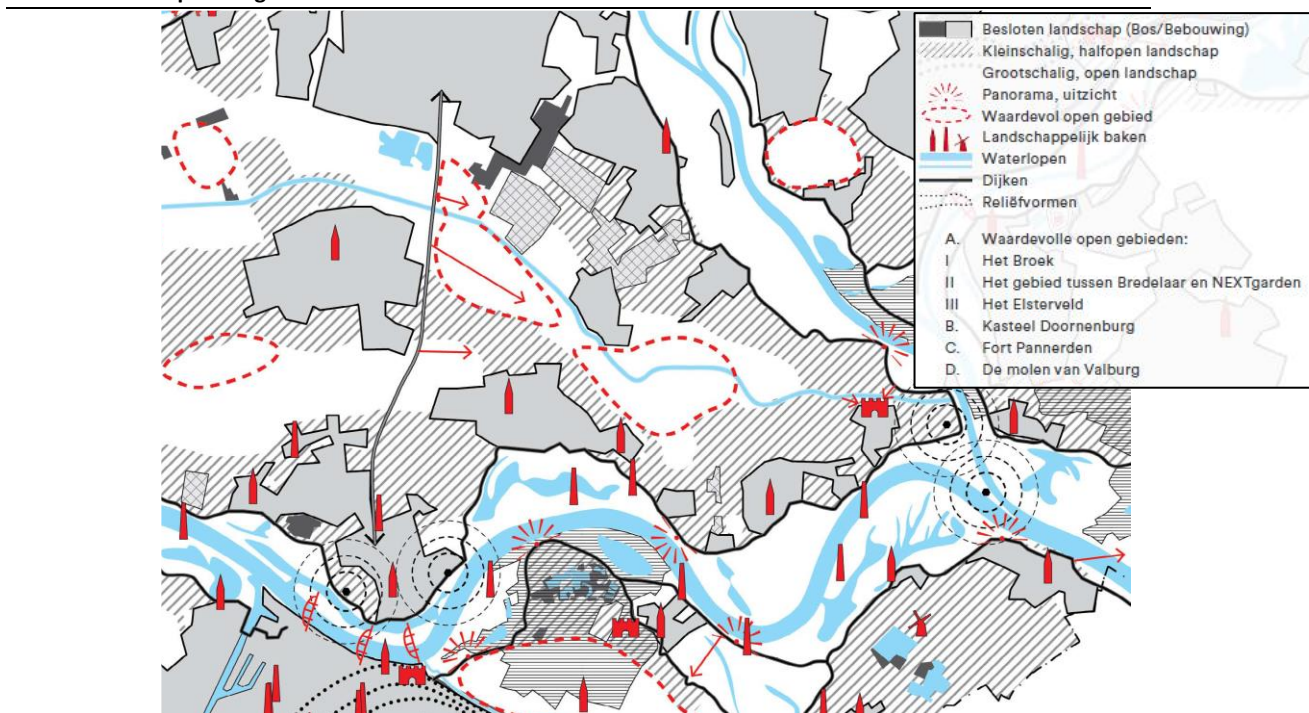 Besloten landschap (Bos/Bebouwing)
Kleinschalig, halfopen landschap
Grootschalig, open landschap
Panorama, uitzicht
Waardevol open gebied
Landschappelijk baken
Waterlopen
Dijken
Reliëfvormen
A. Waardevolle open gebieden:
I Het Broek
II Het gebied tussen Bredelaar en NEXTgarden
III Het Elsterveld
B. Kasteel Doornenburg
C. Fort Pannerden
D. De molen van Valburg